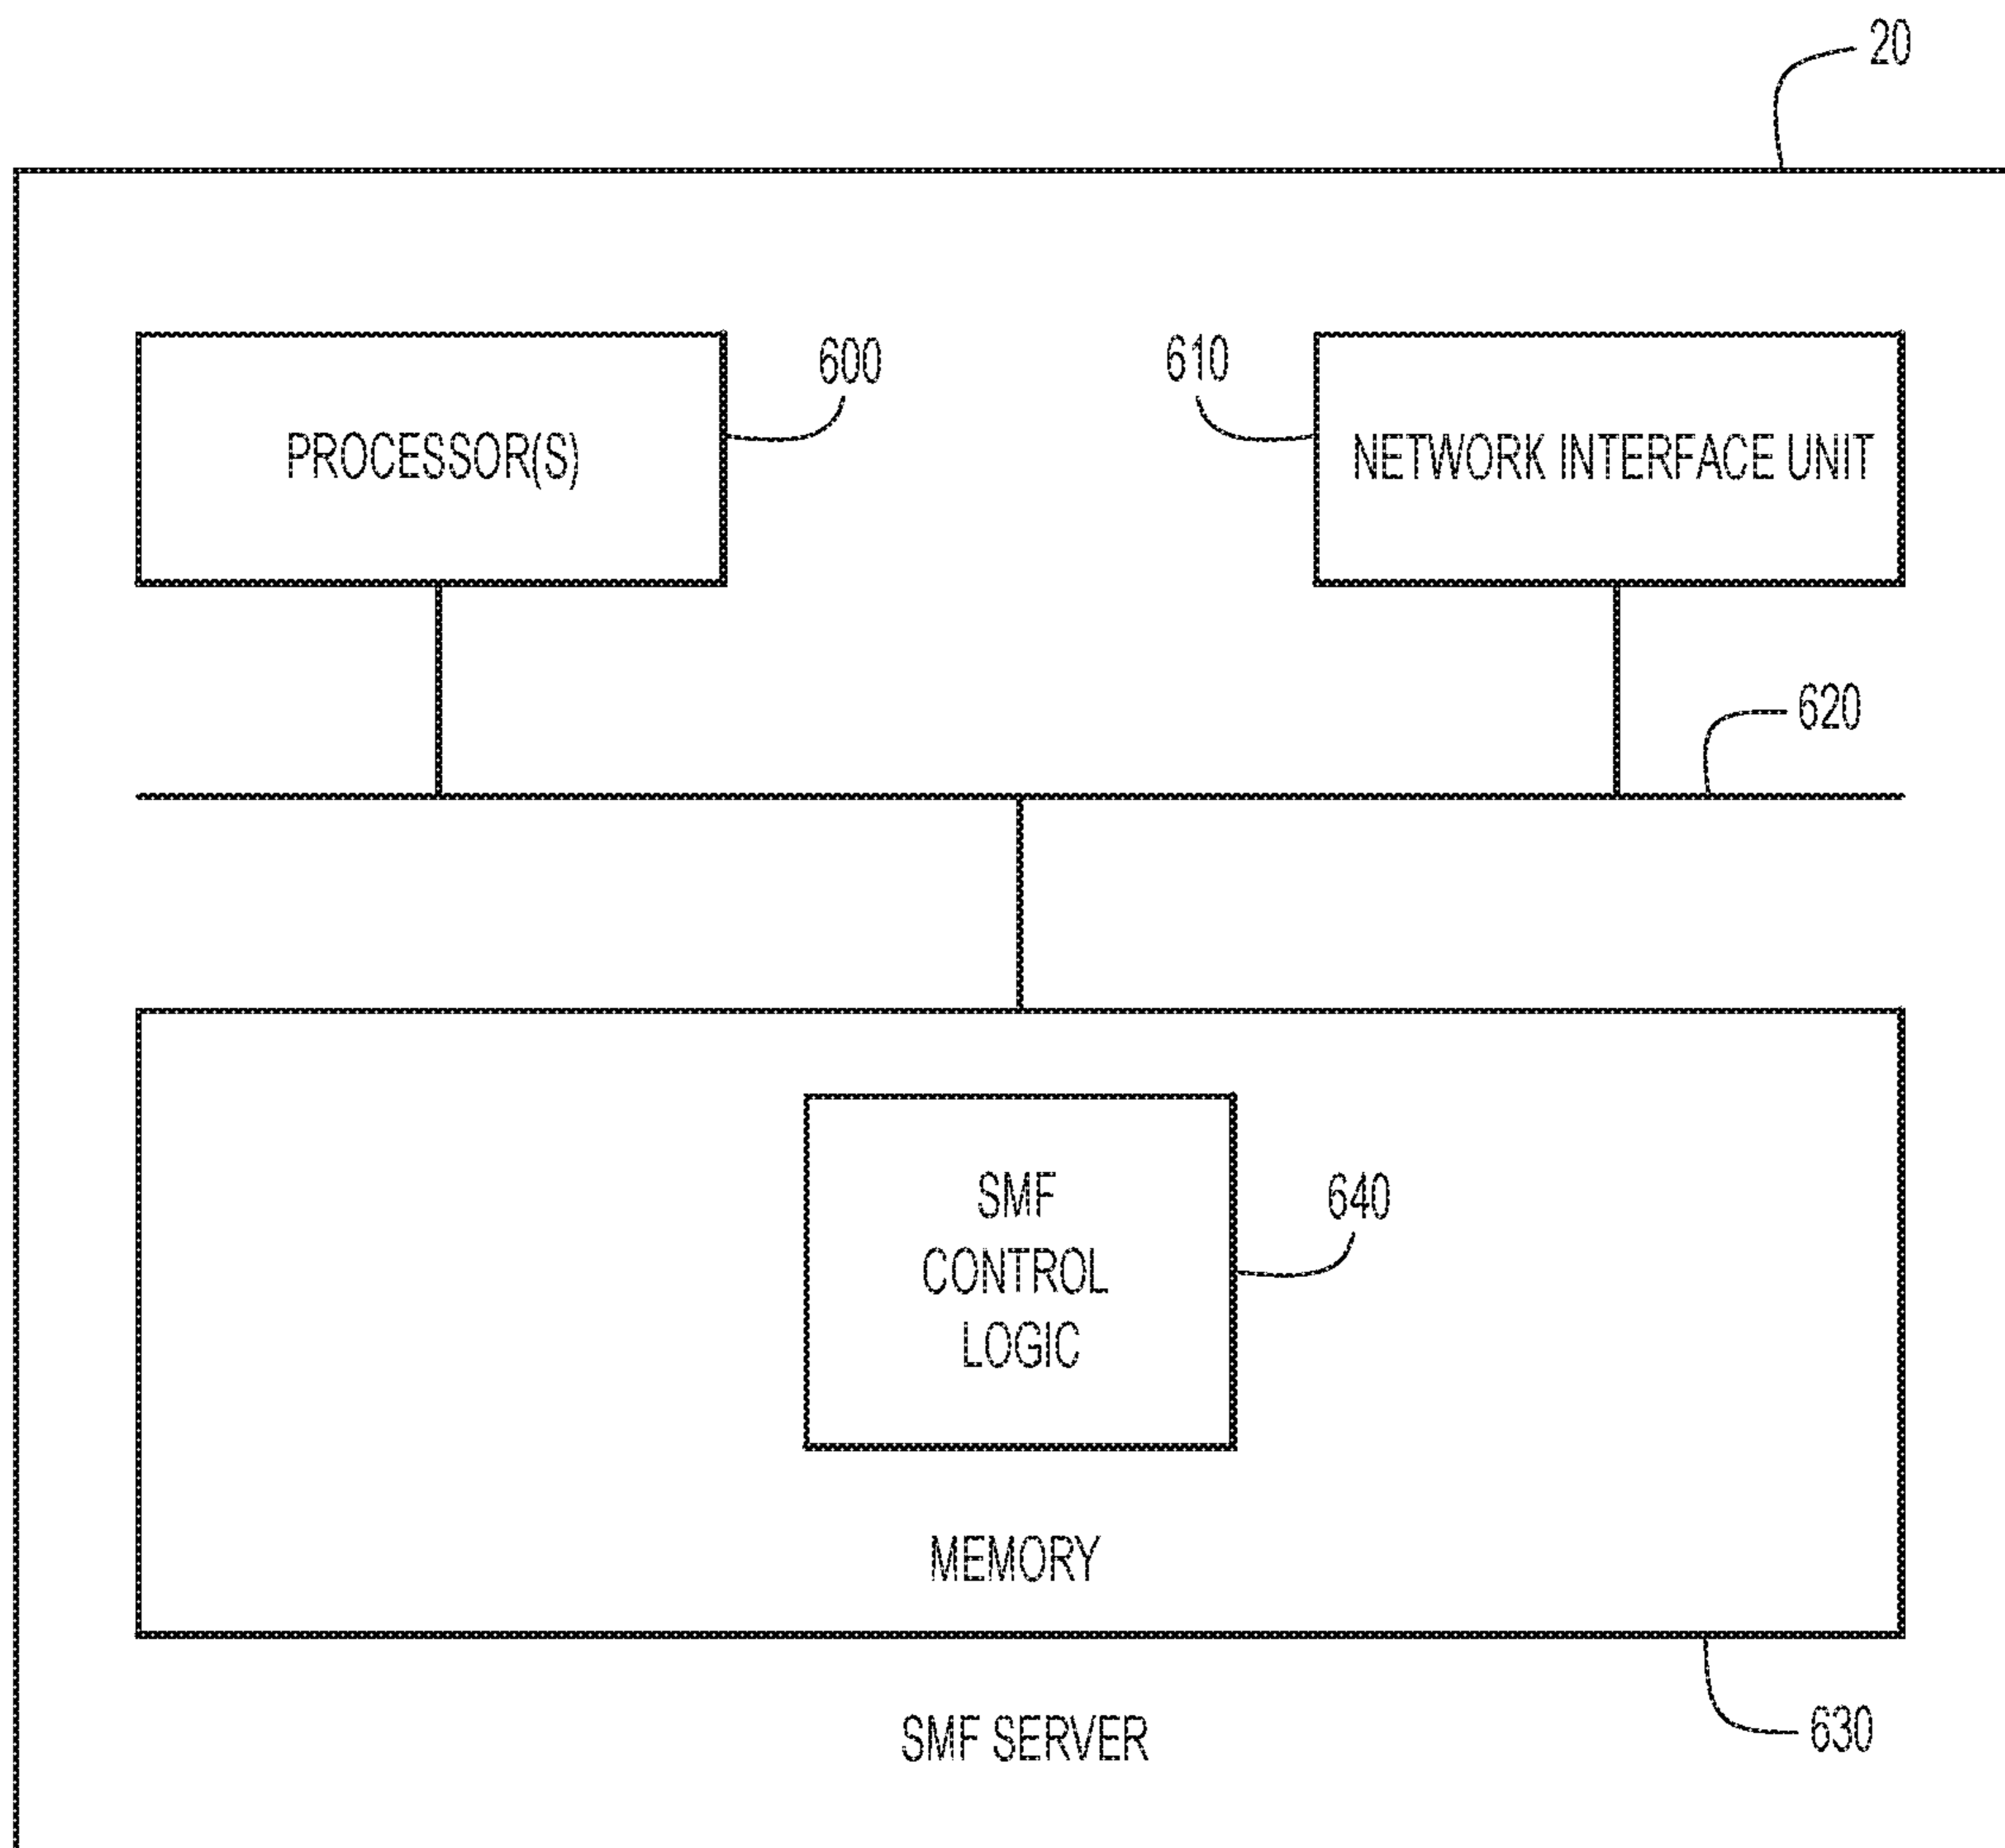 20
600
610
PROCESSOR(S)
NETWORK INTERFACE UNIT
620
SMF
CONTROL
LOGIC
640
MEMORY
630
SMF SERVER